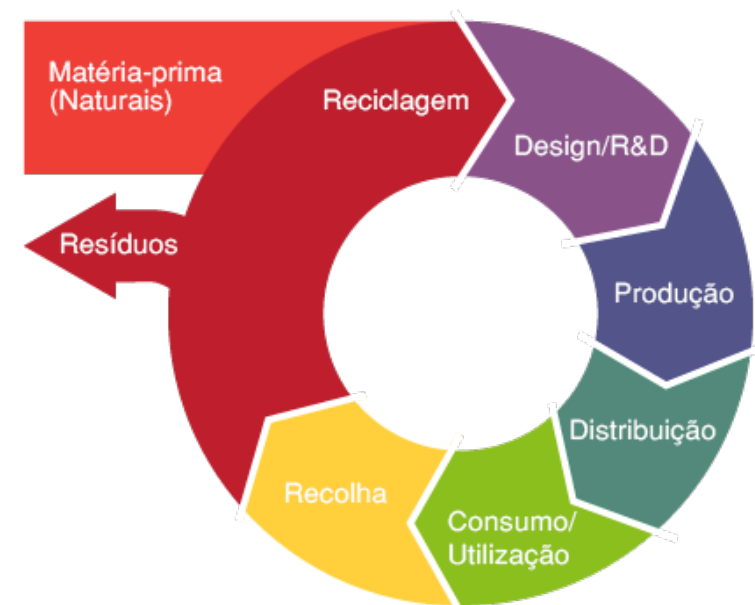 Matéria-prima
(Naturais)
Reciclagem
Design/R&D
Resíduos
Produção
Distribuição
Recolha
Consumo/
Utilização